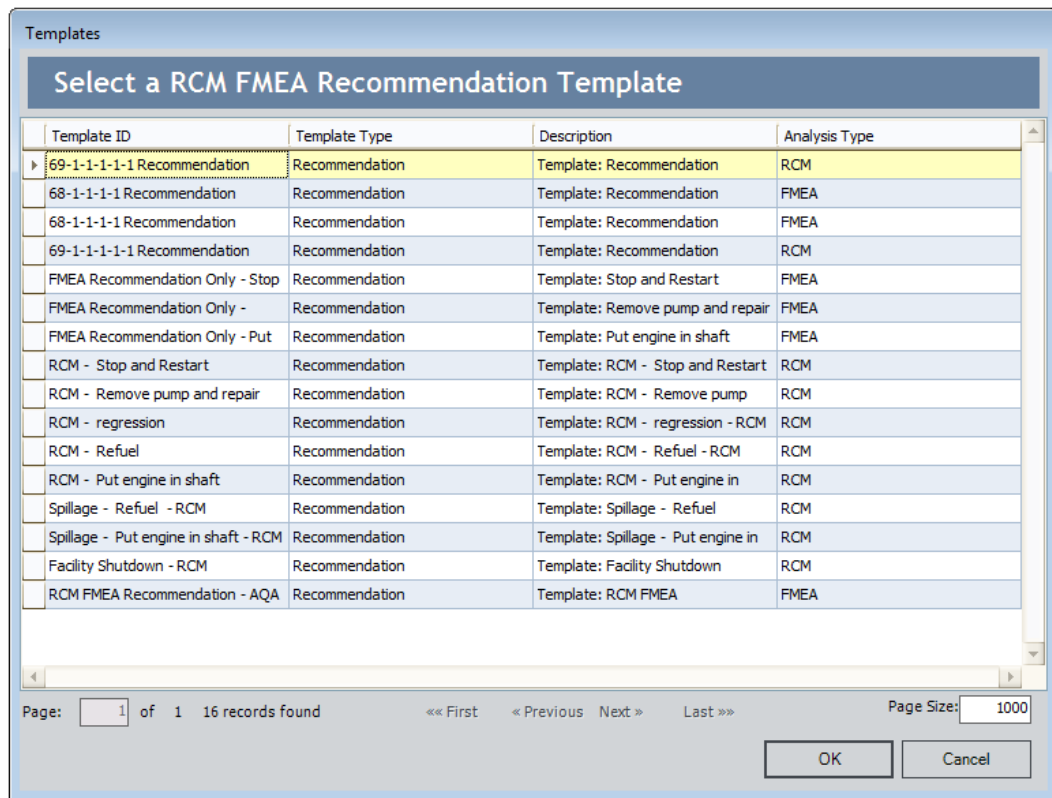 Templates
Select a RCM FMEA Recommendation Template
Template ID Template Type Description Analysis Type
69-1-1-1-1-1 Recommendation Recommendation Template: Recommendation RCM
68-1-1-1-1 Recommendation Recommendation Template: Recommendation FMEA
68-1-1-1-1 Recommendation Recommendation Template: Recommendation FMEA
69-1-1-1-1-1 Recommendation Recommendation Template: Recommendation RCM
FMEA Recommendation Only - Stop Recommendation Template: Stop and Restart FMEA
FMEA Recommendation Only - Recommendation Template: Remove pump and repair FMEA
FMEA Recommendation Only - Put Recommendation Template: Put engine in shaft FMEA
RCM - Stop and Restart Recommendation Template: RCM - Stop and Restart RCM
RCM - Remove pump and repair Recommendation Template: RCM - Remove pump RCM
RCM - regression Recommendation Template: RCM - regression - RCM RCM
RCM - Refuel Recommendation Template: RCM - Refuel - RCM RCM
RCM - Put engine in shaft Recommendation Template: RCM - Put engine in RCM
Spillage - Refuel - RCM Recommendation Template: Spillage - Refuel RCM
Spillage - Put engine in shaft - RCM Recommendation Template: Spillage - Put engine in RCM
Facility Shutdown - RCM Recommendation Template: Facility Shutdown RCM
RCM FMEA Recommendation - AQA Recommendation Template: RCM FMEA FMEA
Page: 1 of 1 16 records found «« First « Previous Next » Last »» Page Size: 1000
OK Cancel